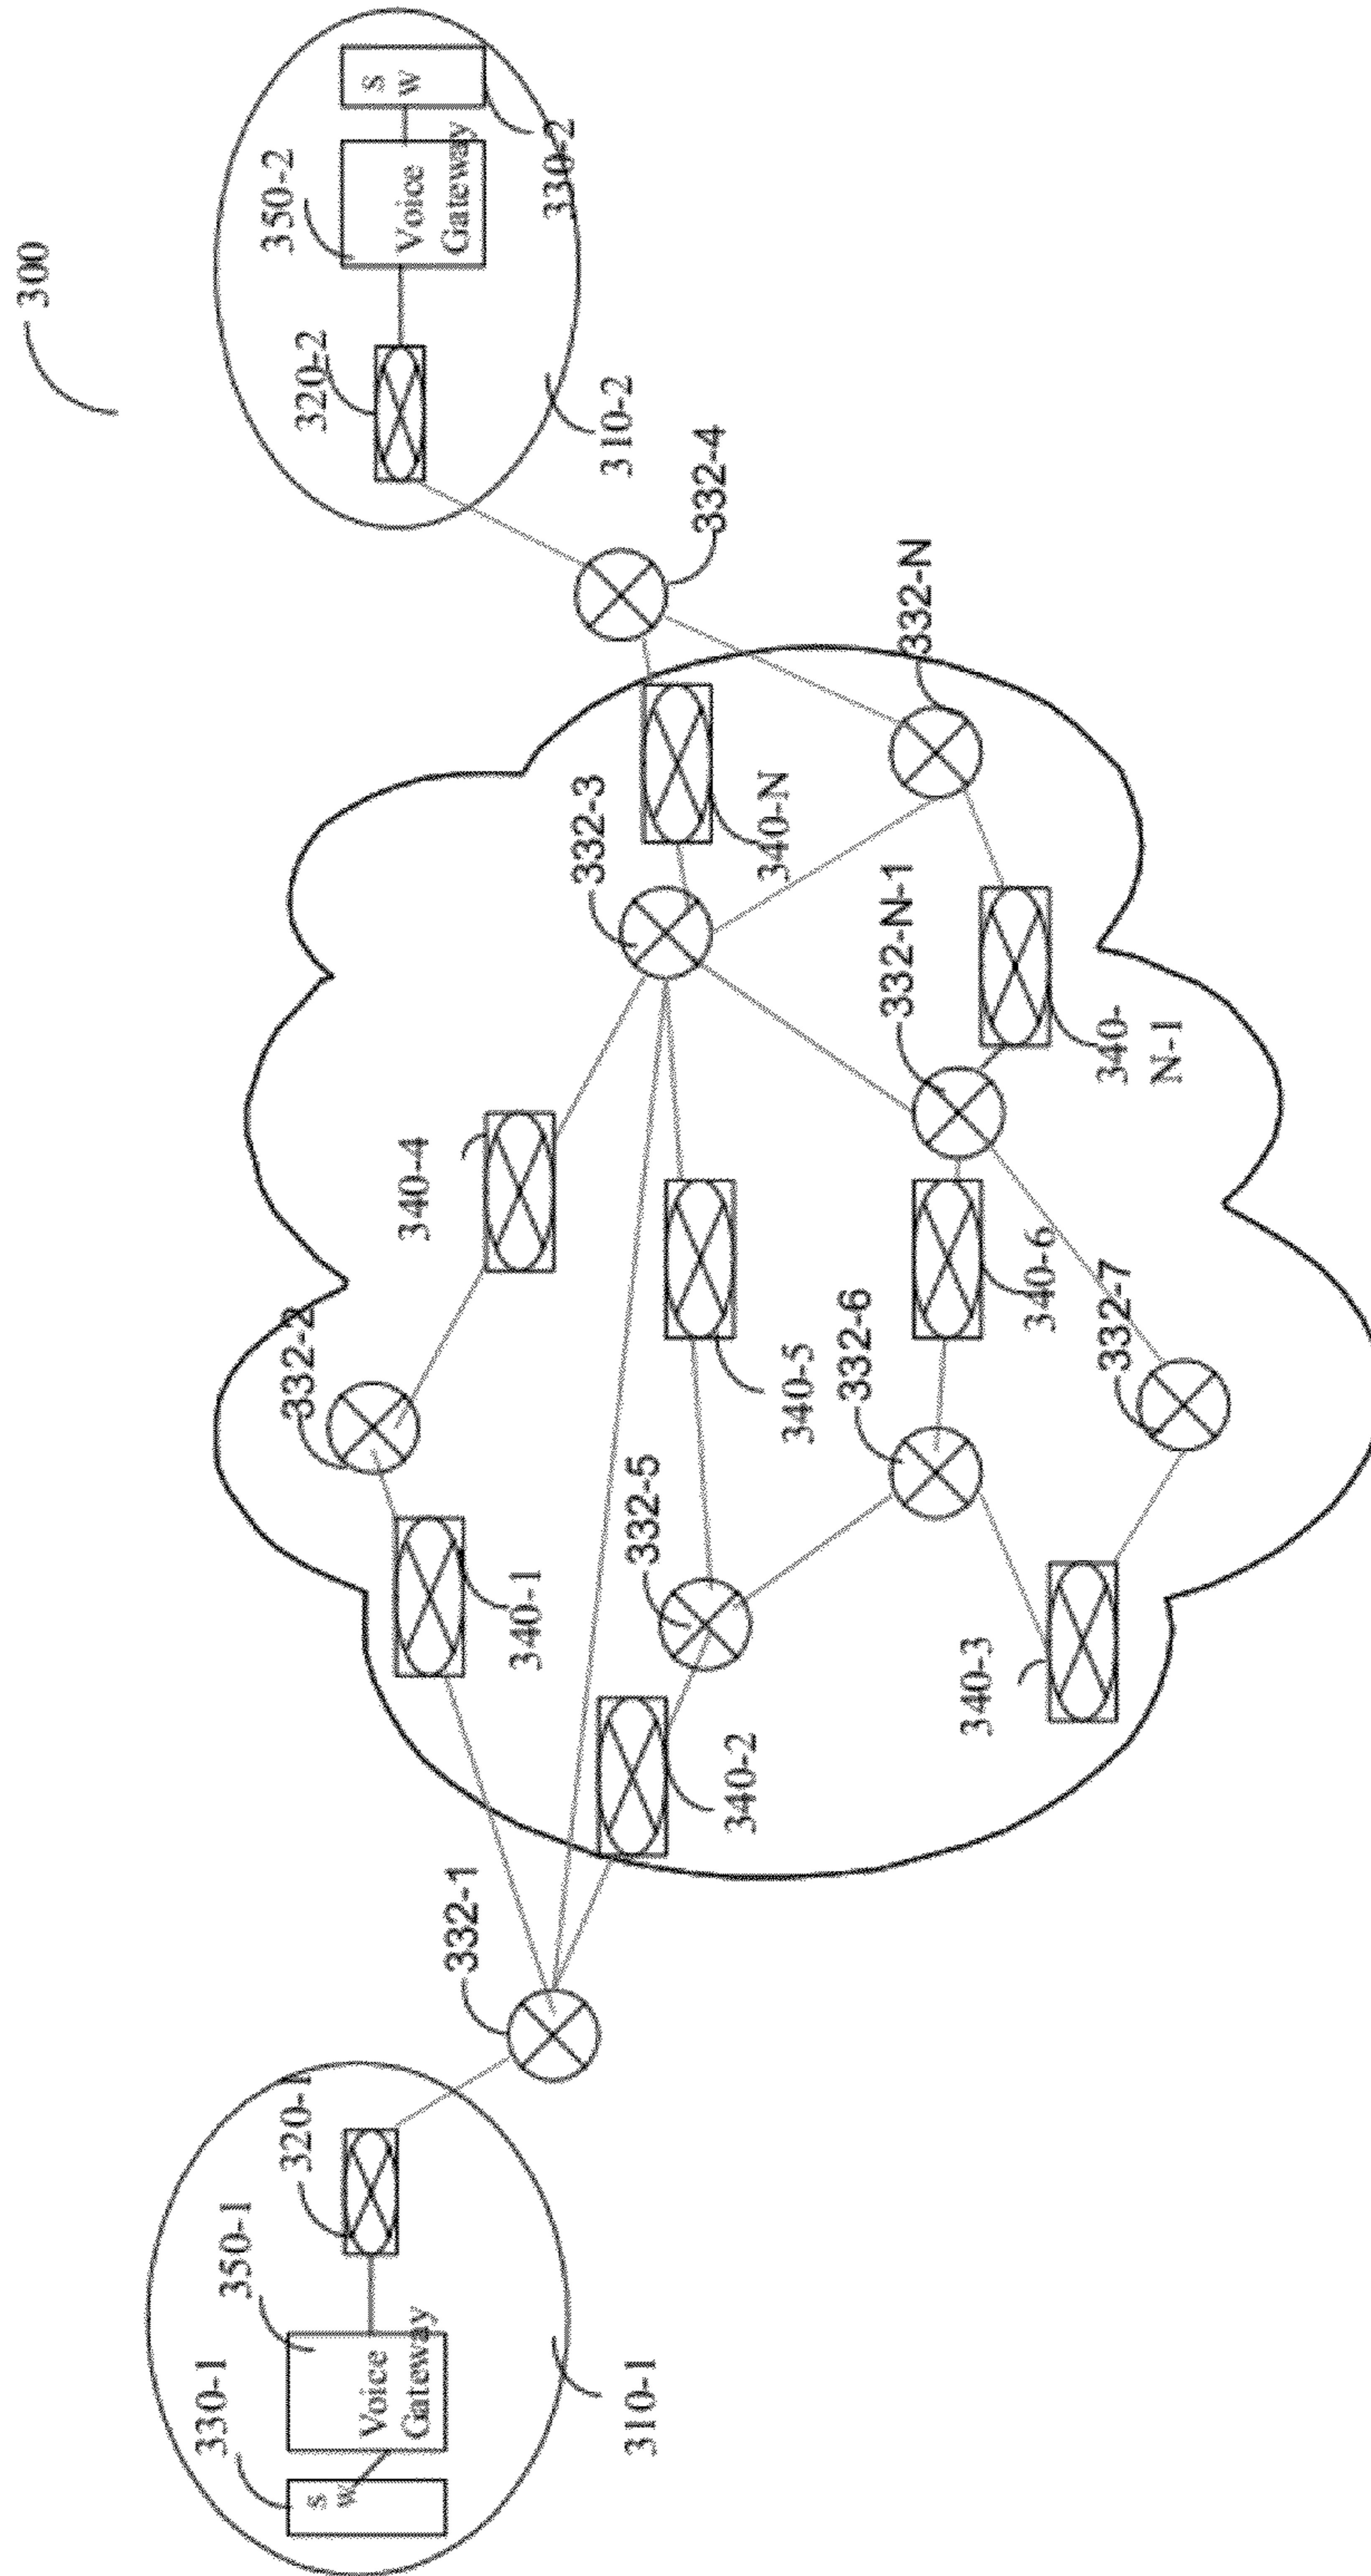 300
330-1
S
W
350-1
Voice
Gateway
320-1
310-1
332-1
340-1
332-2
340-4
340-2
332-5
340-5
332-3
340-N
332-4
340-3
332-6
340-6
332-7
332-N-1
340-
N-1
332-N
320-2
350-2
Voice
Gateway
S
W
330-2
310-2